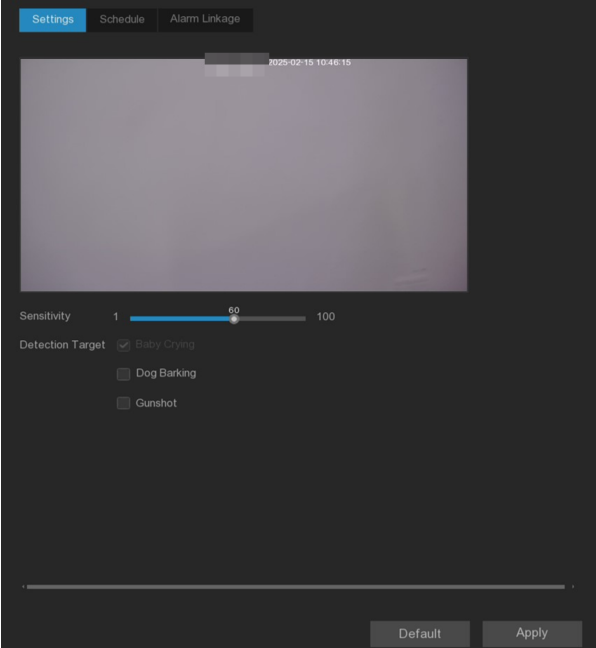 Settings Schedule Alarm Linkage
2025-02-15 10:46:15
60
Sensitivity 1 100
Detection Target Baby Crying
Dog Barking
Gunshot
Default Apply